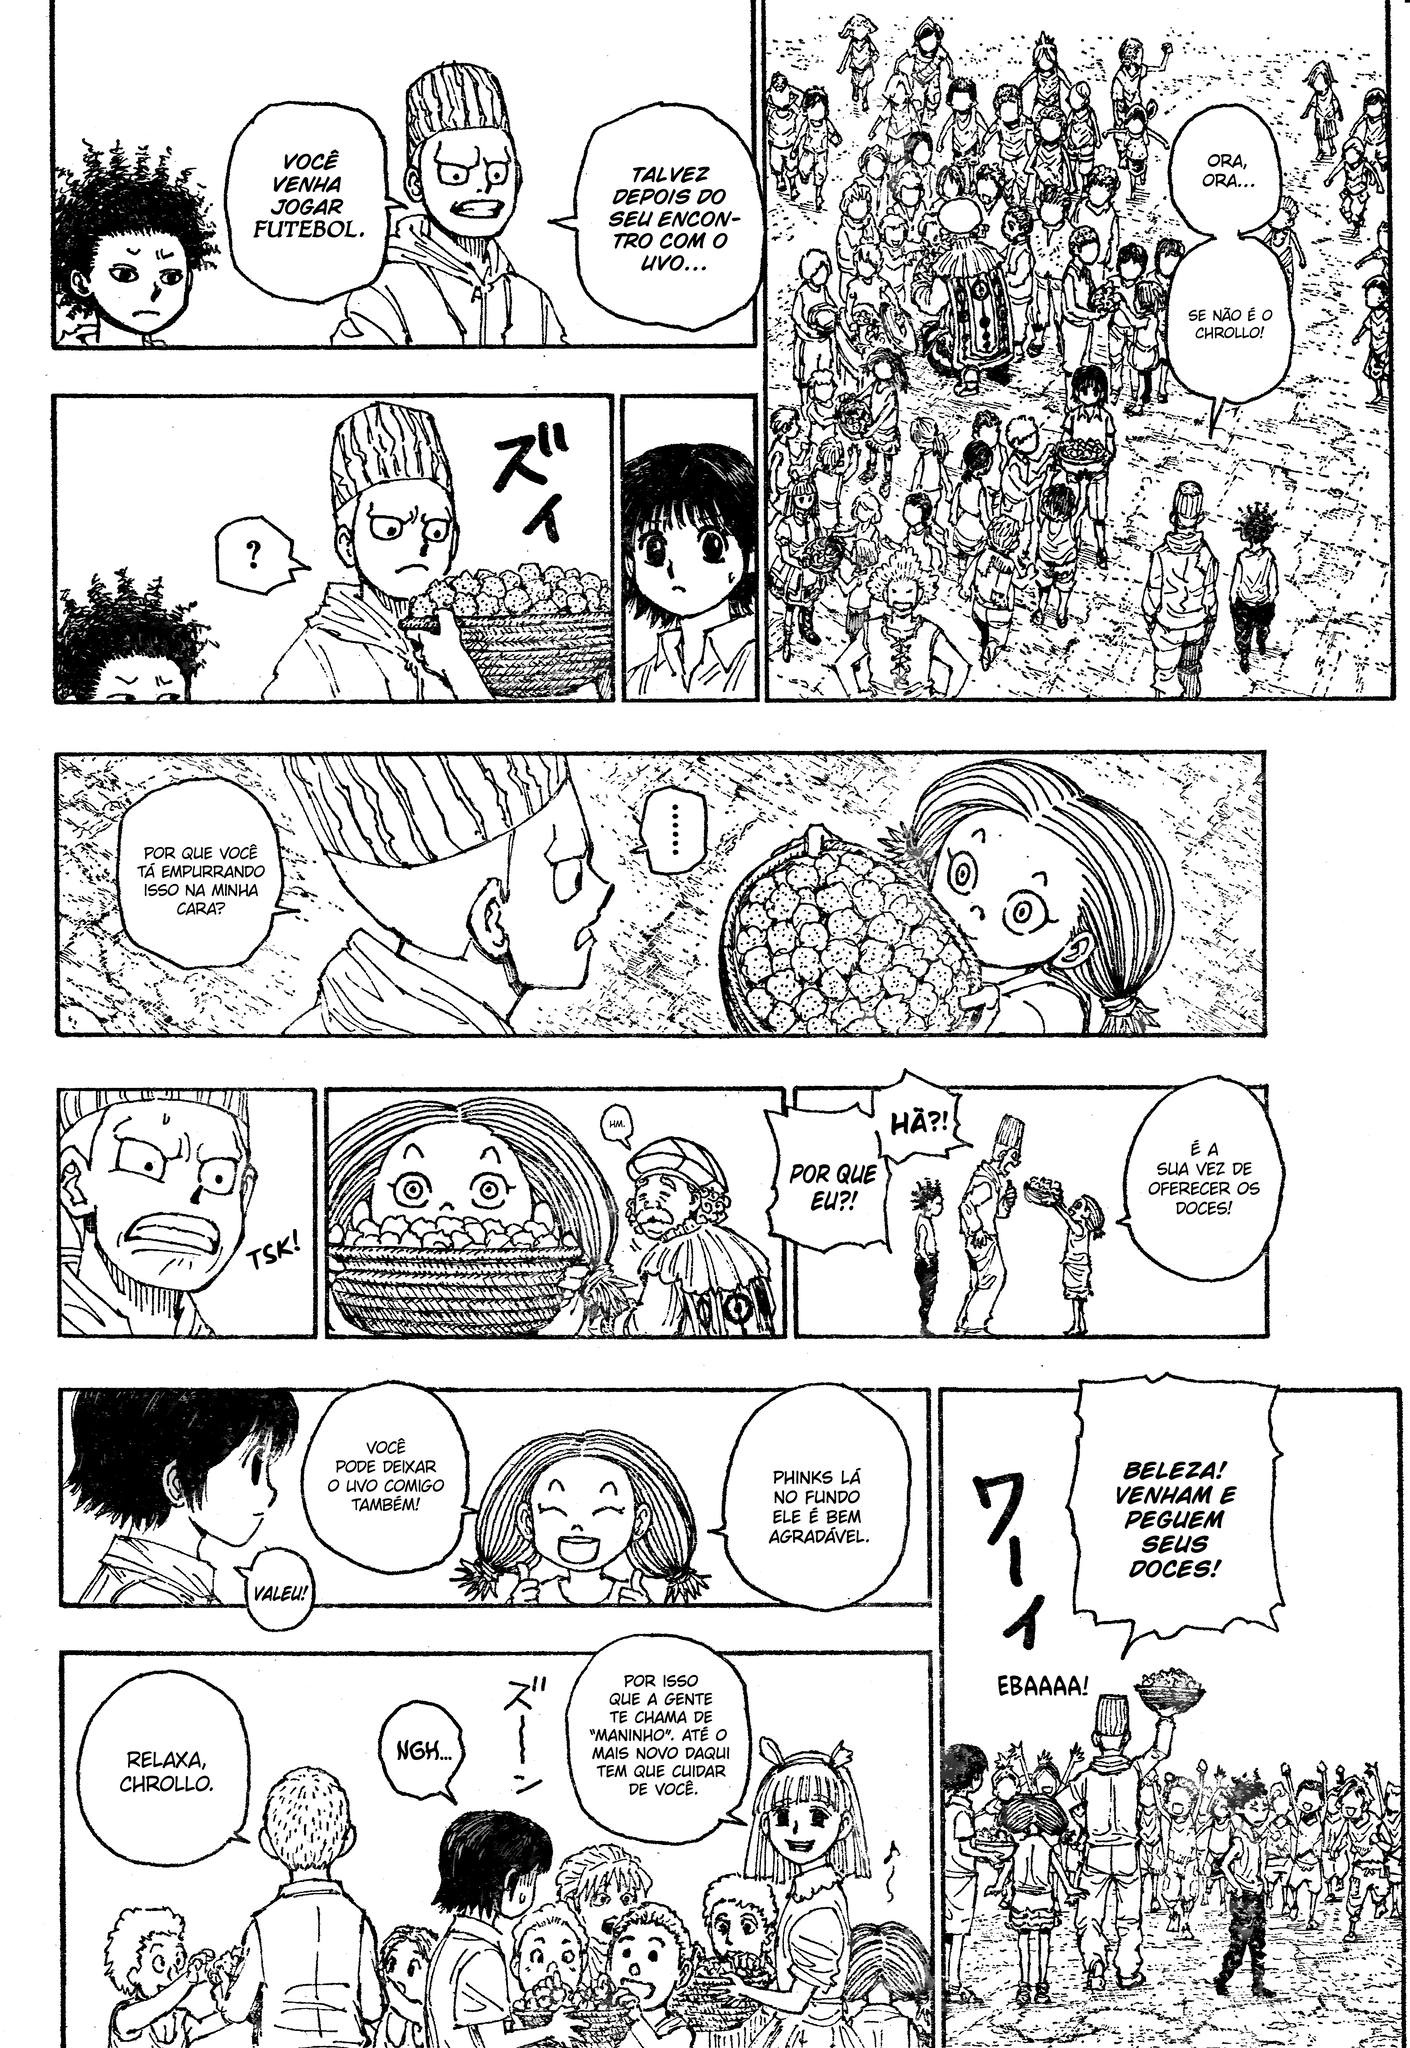 ORA,
ORA...
SE NÃO É O
CHROLLO!
TALVEZ
DEPOIS DO
SEU ENCON-
TRO COM O
UVO...
VOCÊ
VENHA
JOGAR
FUTEBOL.
ズイ
?
......
POR QUE VOCÊ
TÁ EMPURRANDO
ISSO NA MINHA
CARA?
É A
SUA VEZ DE
OFERECER OS
DOCES!
HÃ?!
POR QUE
EU?!
HM.
TSK!
BELEZA!
VENHAM E
PEGUEM
SEUS
DOCES!
ワーイ
EBAAAA!
PHINKS LÁ
NO FUNDO
ELE É BEM
AGRADÁVEL.
VOCÊ
PODE DEIXAR
O UVO COMIGO
TAMBÉM!
VALEU!
POR ISSO
QUE A GENTE
TE CHAMA DE
"MANINHO". ATÉ O
MAIS NOVO DAQUI
TEM QUE CUIDAR
DE VOCÊ.
ズーン
NGH...
RELAXA,
CHROLLO.